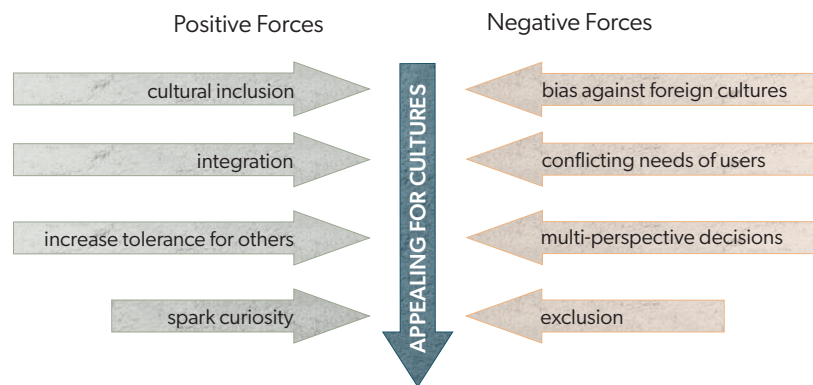 Positive Forces
Negative Forces
cultural inclusion
bias against foreign cultures
integration
conflicting needs of users
increase tolerance for others
multi-perspective decisions
spark curiosity
exclusion
APPEALING FOR CULTURES